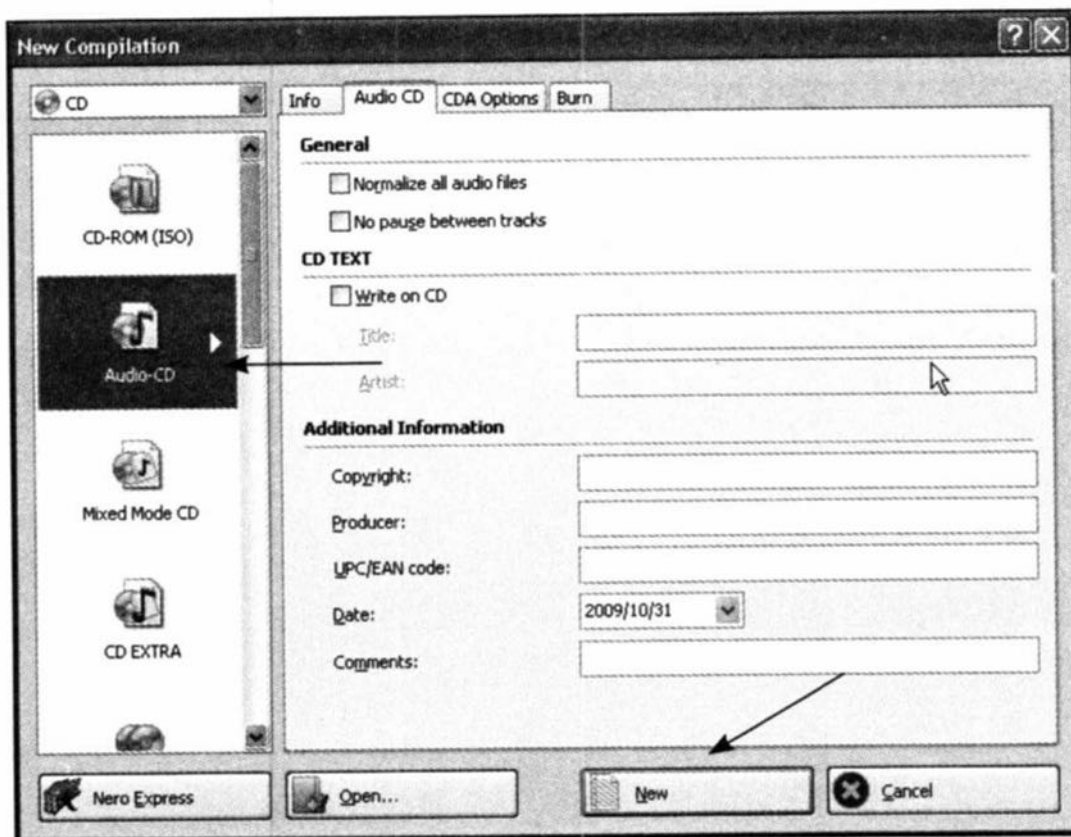 New Compilation
CD
CD-ROM (ISO)
Audio-CD
Mixed Mode CD
CD EXTRA
Info Audio CD CDA Options Burn
General
Normalize all audio files
No pause between tracks
CD TEXT
Write on CD
Title:
Artist:
Additional Information
Copyright:
Producer:
UPC/EAN code:
Date: 2009/10/31
Comments:
Nero Express Open... New Cancel